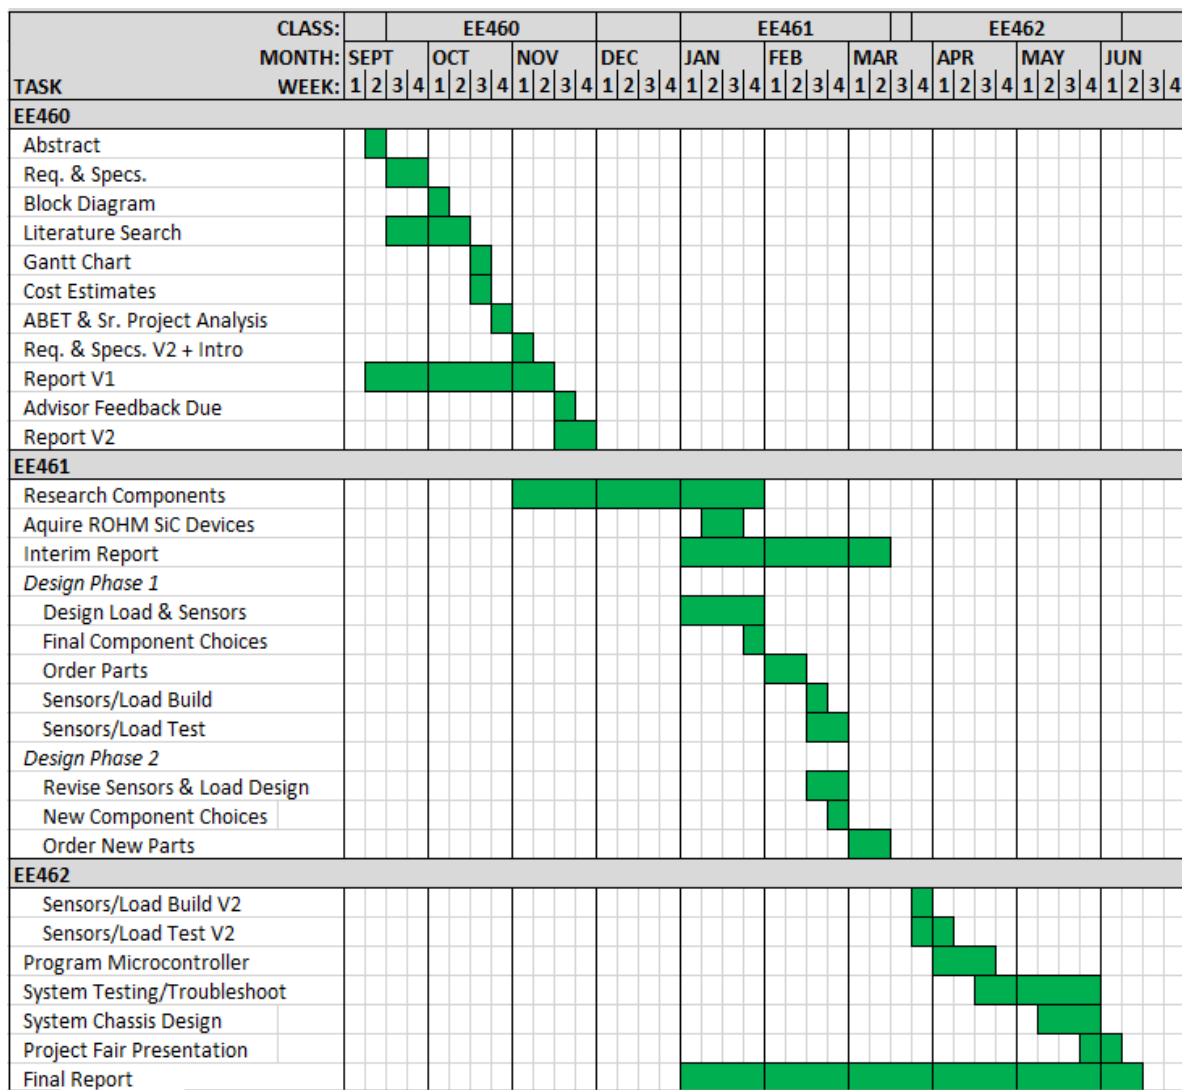 CLASS: EE460 EE461 EE462
MONTH: SEPT OCT NOV DEC JAN FEB MAR APR MAY JUN
TASK WEEK: 1 2 3 4 1 2 3 4 1 2 3 4 1 2 3 4 1 2 3 4 1 2 3 4 1 2 3 4 1 2 3 4 1 2 3 4 1 2 3 4
EE460
Abstract
Req. & Specs.
Block Diagram
Literature Search
Gantt Chart
Cost Estimates
ABET & Sr. Project Analysis
Req. & Specs. V2 + Intro
Report V1
Advisor Feedback Due
Report V2
EE461
Research Components
Aquire ROHM SiC Devices
Interim Report
Design Phase 1
Design Load & Sensors
Final Component Choices
Order Parts
Sensors/Load Build
Sensors/Load Test
Design Phase 2
Revise Sensors & Load Design
New Component Choices
Order New Parts
EE462
Sensors/Load Build V2
Sensors/Load Test V2
Program Microcontroller
System Testing/Troubleshoot
System Chassis Design
Project Fair Presentation
Final Report